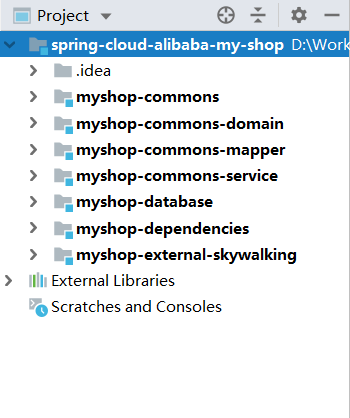 Project
spring-cloud-alibaba-my-shop D:\Work
.idea
myshop-commons
myshop-commons-domain
myshop-commons-mapper
myshop-commons-service
myshop-database
myshop-dependencies
myshop-external-skywalking
External Libraries
Scratches and Consoles